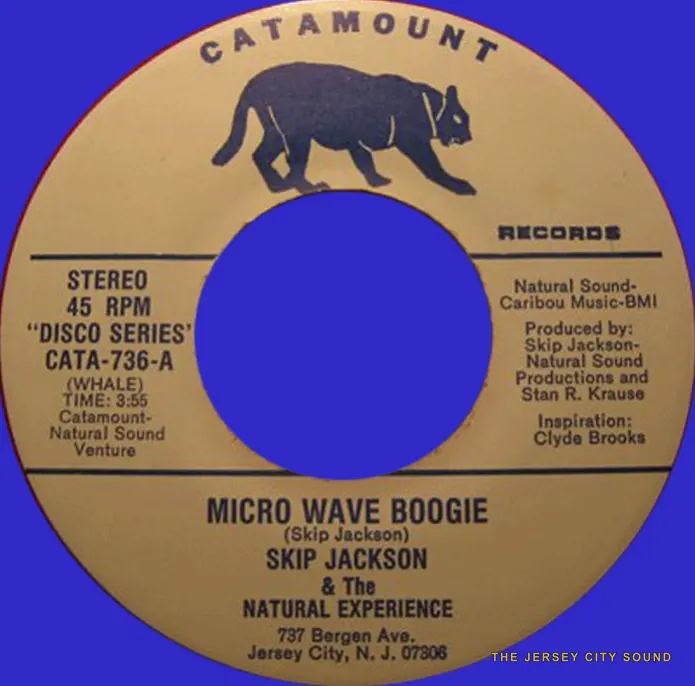 CATAMOUNT
RECORDS
STEREO
45 RPM
"DISCO SERIES'
CATA-736-A
(WHALE)
TIME: 3:55
Catamount-
Natural Sound
Venture
Natural Sound-
Caribou Music-BMI
Produced by:
Skip Jackson-
Natural Sound
Productions and
Stan R. Krause
Inspiration:
Clyde Brooks
MICRO WAVE BOOGIE
(Skip Jackson)
SKIP JACKSON
& The
NATURAL EXPERIENCE
737 Bergen Ave.
Jersey City, N. J. 07306
THE JERSEY CITY SOUND